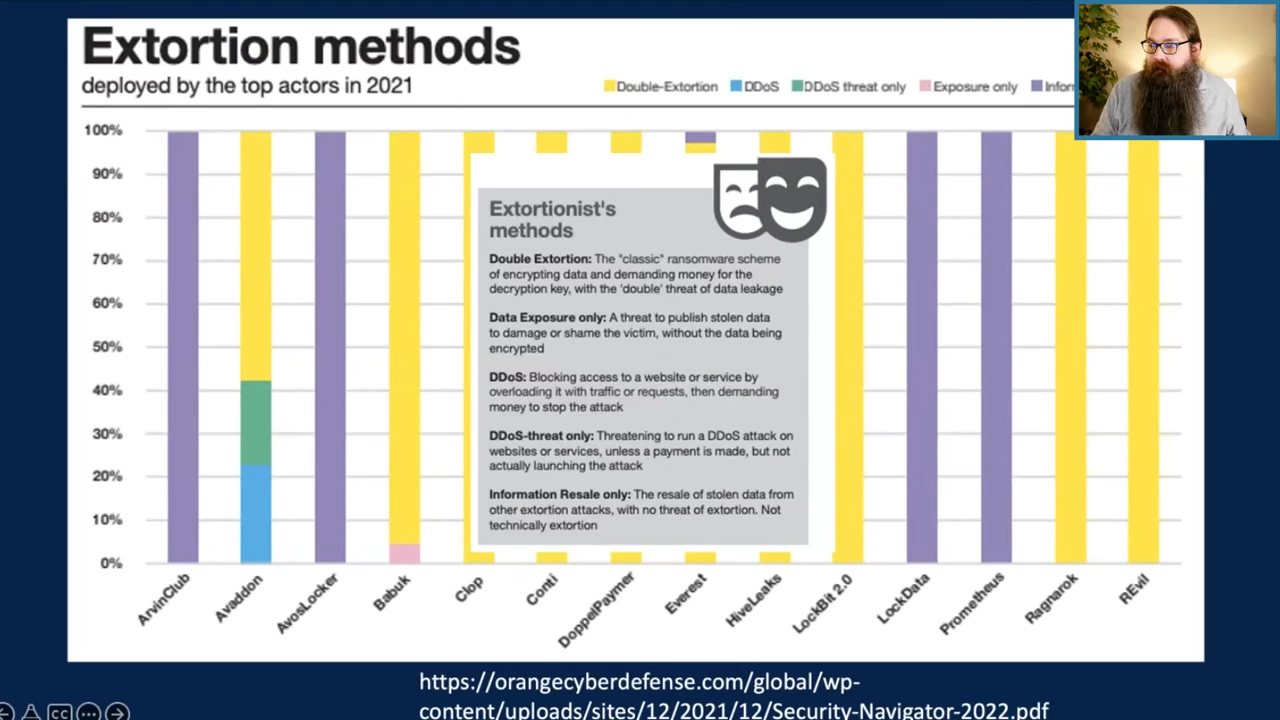 Extortion methods
deployed by the top actors in 2021
Double-Extortion DDoS DDoS threat only Exposure only
100%
90%
80%
70%
60%
50%
40%
30%
20%
10%
0%
Extortionist's
methods
Double Extortion: The "classic" ransomware scheme
of encrypting data and demanding money for the
decryption key, with the 'double' threat of data leakage
Data Exposure only: A threat to publish stolen data
to damage or shame the victim, without the data being
encrypted
DDoS: Blocking access to a website or service by
overloading it with traffic or requests, then demanding
money to stop the attack
DDoS-threat only: Threatening to run a DDoS attack on
websites or services, unless a payment is made, but not
actually launching the attack
Information Resale only: The resale of stolen data from
other extortion attacks, with no threat of extortion. Not
technically extortion
ArvinClub
Avaddon
AvosLocker
Babuk
Clop
Conti
DoppelPaymer
Everest
HiveLeaks
LockBit 2.0
LockData
Prometheus
Ragnarok
REvil
https://orangecyberdefense.com/global/wp-
content/uploads/sites/12/2021/12/Security-Navigator-2022.pdf
CC